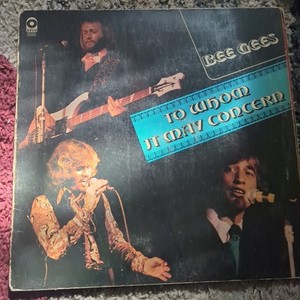 BEE GEES
TO WHOM
IT MAY CONCERN